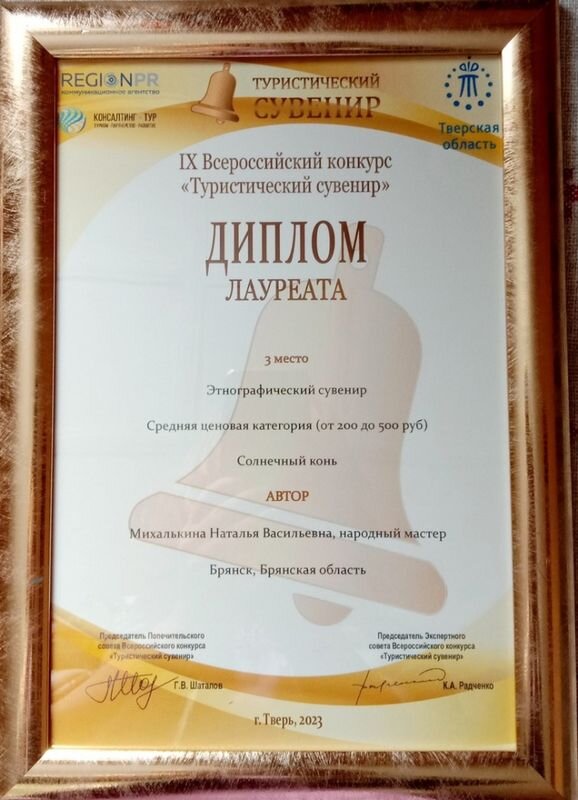 REGIONPR
коммуникационное агентство
КОНСАЛТИНГ · ТУР
ТУРИЗМ · ПАРТНЕРСТВО · РАЗВИТИЕ
ТУРИСТИЧЕСКИЙ
СУВЕНИР
Тверская
область
IX Всероссийский конкурс
«Туристический сувенир»
ДИПЛОМ
ЛАУРЕАТА
3 место
Этнографический сувенир
Средняя ценовая категория (от 200 до 500 руб)
Солнечный конь
АВТОР
Михалькина Наталья Васильевна, народный мастер
Брянск, Брянская область
Председатель Попечительского
совета Всероссийского конкурса
«Туристический сувенир»
Г.В. Шаталов
Председатель Экспертного
совета Всероссийского конкурса
«Туристический сувенир»
К.А. Радченко
г. Тверь, 2023